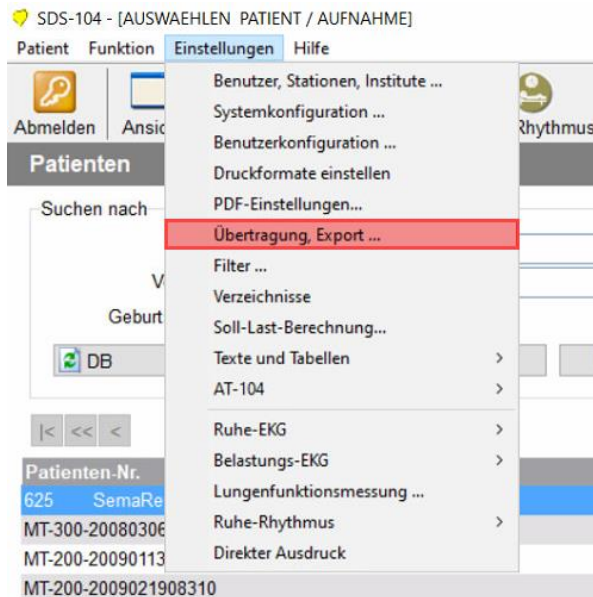 SDS-104 - [AUSWAEHLEN PATIENT / AUFNAHME]
Patient Funktion Einstellungen Hilfe
Abmelden
Patienten
Suchen nach
Geburt
DB
|< << <
Patienten-Nr.
625 SemaRe
MT-300-20080306
MT-200-20090113
MT-200-2009021908310
Benutzer, Stationen, Institute ...
Systemkonfiguration ...
Benutzerkonfiguration ...
Druckformate einstellen
PDF-Einstellungen...
Übertragung, Export ...
Filter ...
Verzeichnisse
Soll-Last-Berechnung...
Texte und Tabellen >
AT-104 >
Ruhe-EKG >
Belastungs-EKG >
Lungenfunktionsmessung ...
Ruhe-Rhythmus >
Direkter Ausdruck